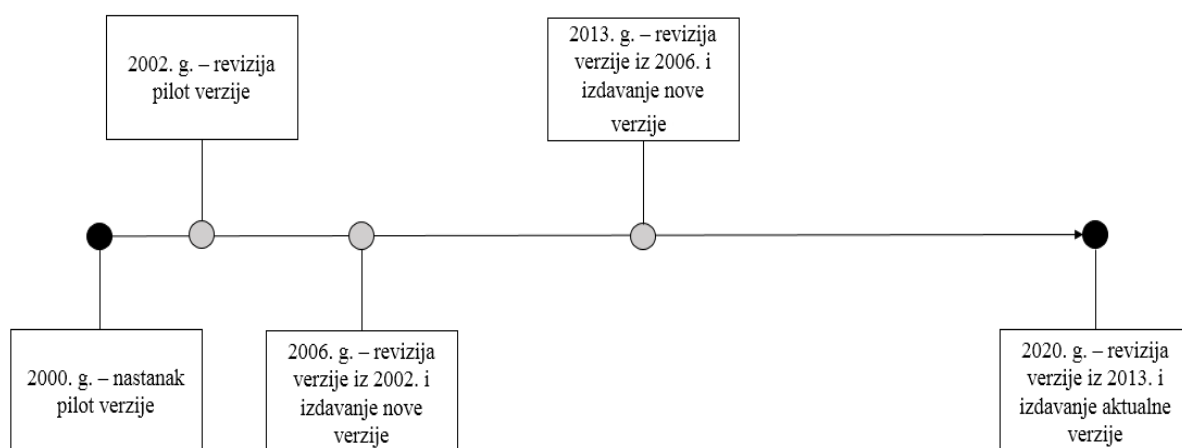 2002. g. – revizija
pilot verzije
2013. g. – revizija
verzije iz 2006. i
izdavanje nove
verzije
2000. g. – nastanak
pilot verzije
2006. g. – revizija
verzije iz 2002. i
izdavanje nove
verzije
2020. g. – revizija
verzije iz 2013. i
izdavanje aktualne
verzije